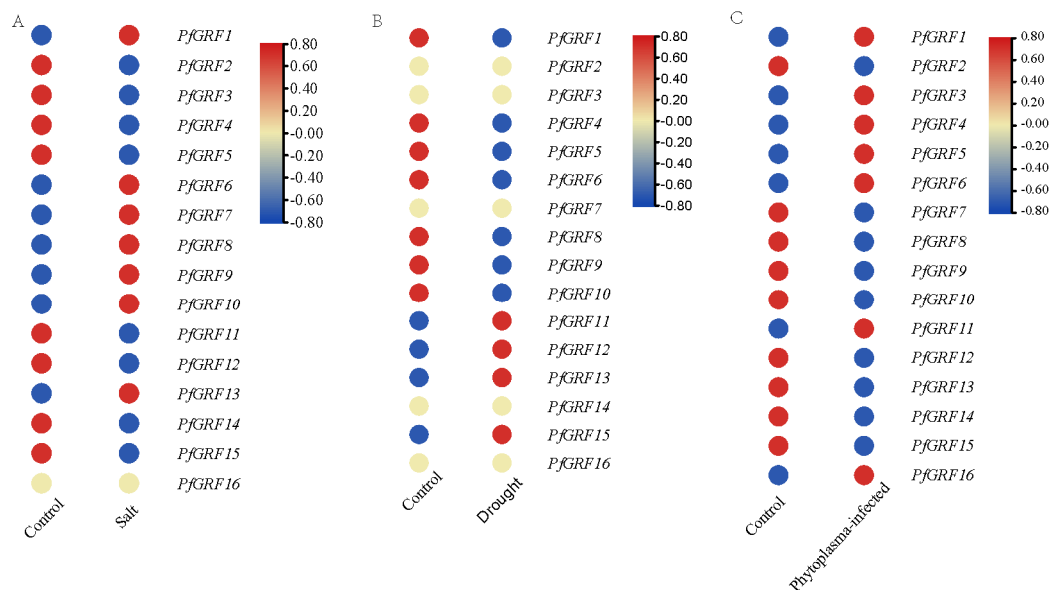 A
PfGRF1
PfGRF2
PfGRF3
PfGRF4
PfGRF5
PfGRF6
PfGRF7
PfGRF8
PfGRF9
PfGRF10
PfGRF11
PfGRF12
PfGRF13
PfGRF14
PfGRF15
PfGRF16
Control
Salt
0.80
0.60
0.40
0.20
-0.00
-0.20
-0.40
-0.60
-0.80
B
PfGRF1
PfGRF2
PfGRF3
PfGRF4
PfGRF5
PfGRF6
PfGRF7
PfGRF8
PfGRF9
PfGRF10
PfGRF11
PfGRF12
PfGRF13
PfGRF14
PfGRF15
PfGRF16
Control
Drought
0.80
0.60
0.40
0.20
-0.00
-0.20
-0.40
-0.60
-0.80
C
PfGRF1
PfGRF2
PfGRF3
PfGRF4
PfGRF5
PfGRF6
PfGRF7
PfGRF8
PfGRF9
PfGRF10
PfGRF11
PfGRF12
PfGRF13
PfGRF14
PfGRF15
PfGRF16
Control
Phytoplasma-infected
0.80
0.60
0.40
0.20
-0.00
-0.20
-0.40
-0.60
-0.80